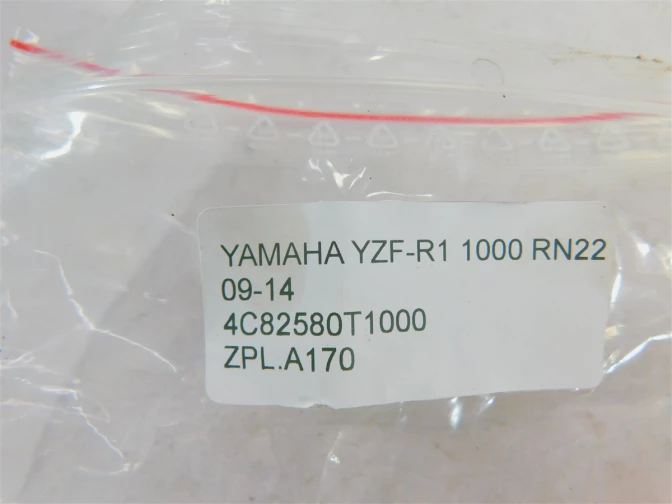 YAMAHA YZF-R1 1000 RN22
09-14
4C82580T1000
ZPL.A170